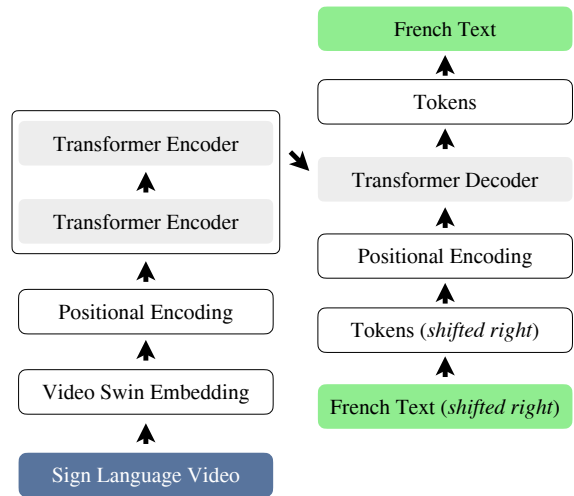 French Text
Tokens
Transformer Encoder
Transformer Decoder
Transformer Encoder
Positional Encoding
Positional Encoding
Tokens (shifted right)
Video Swin Embedding
French Text (shifted right)
Sign Language Video